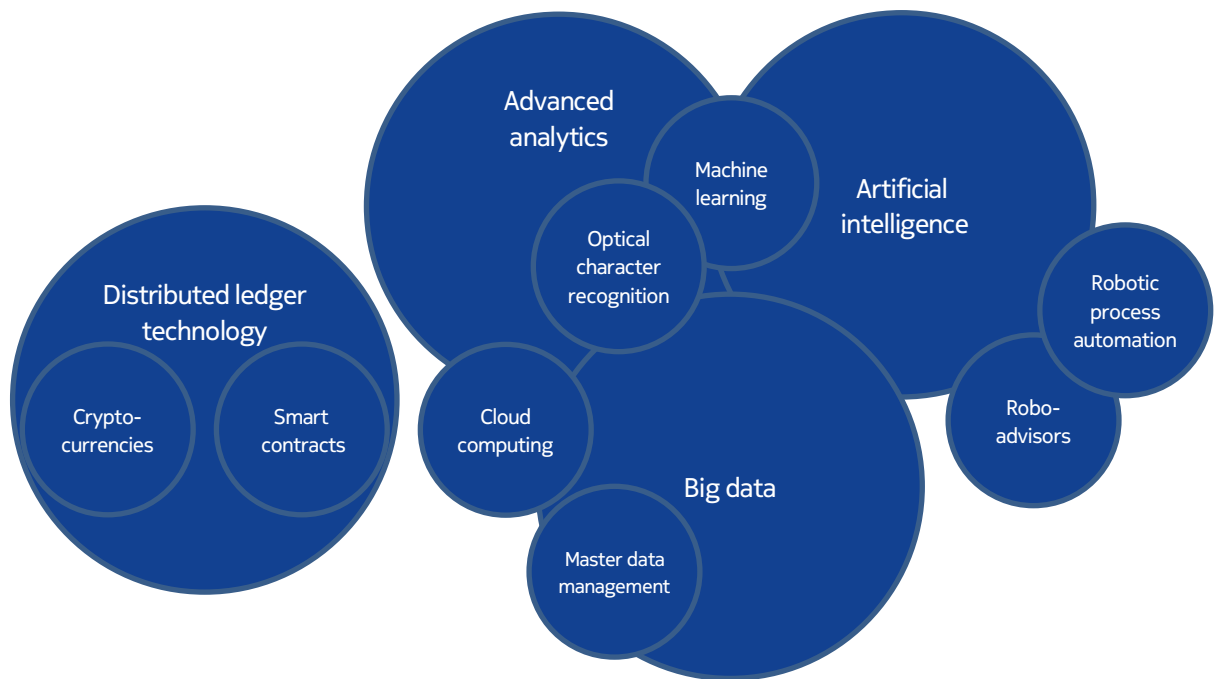 Advanced
analytics
Machine
learning
Artificial
intelligence
Optical
character
recognition
Robotic
process
automation
Distributed ledger
technology
Crypto-
currencies
Smart
contracts
Cloud
computing
Robo-
advisors
Big data
Master data
management